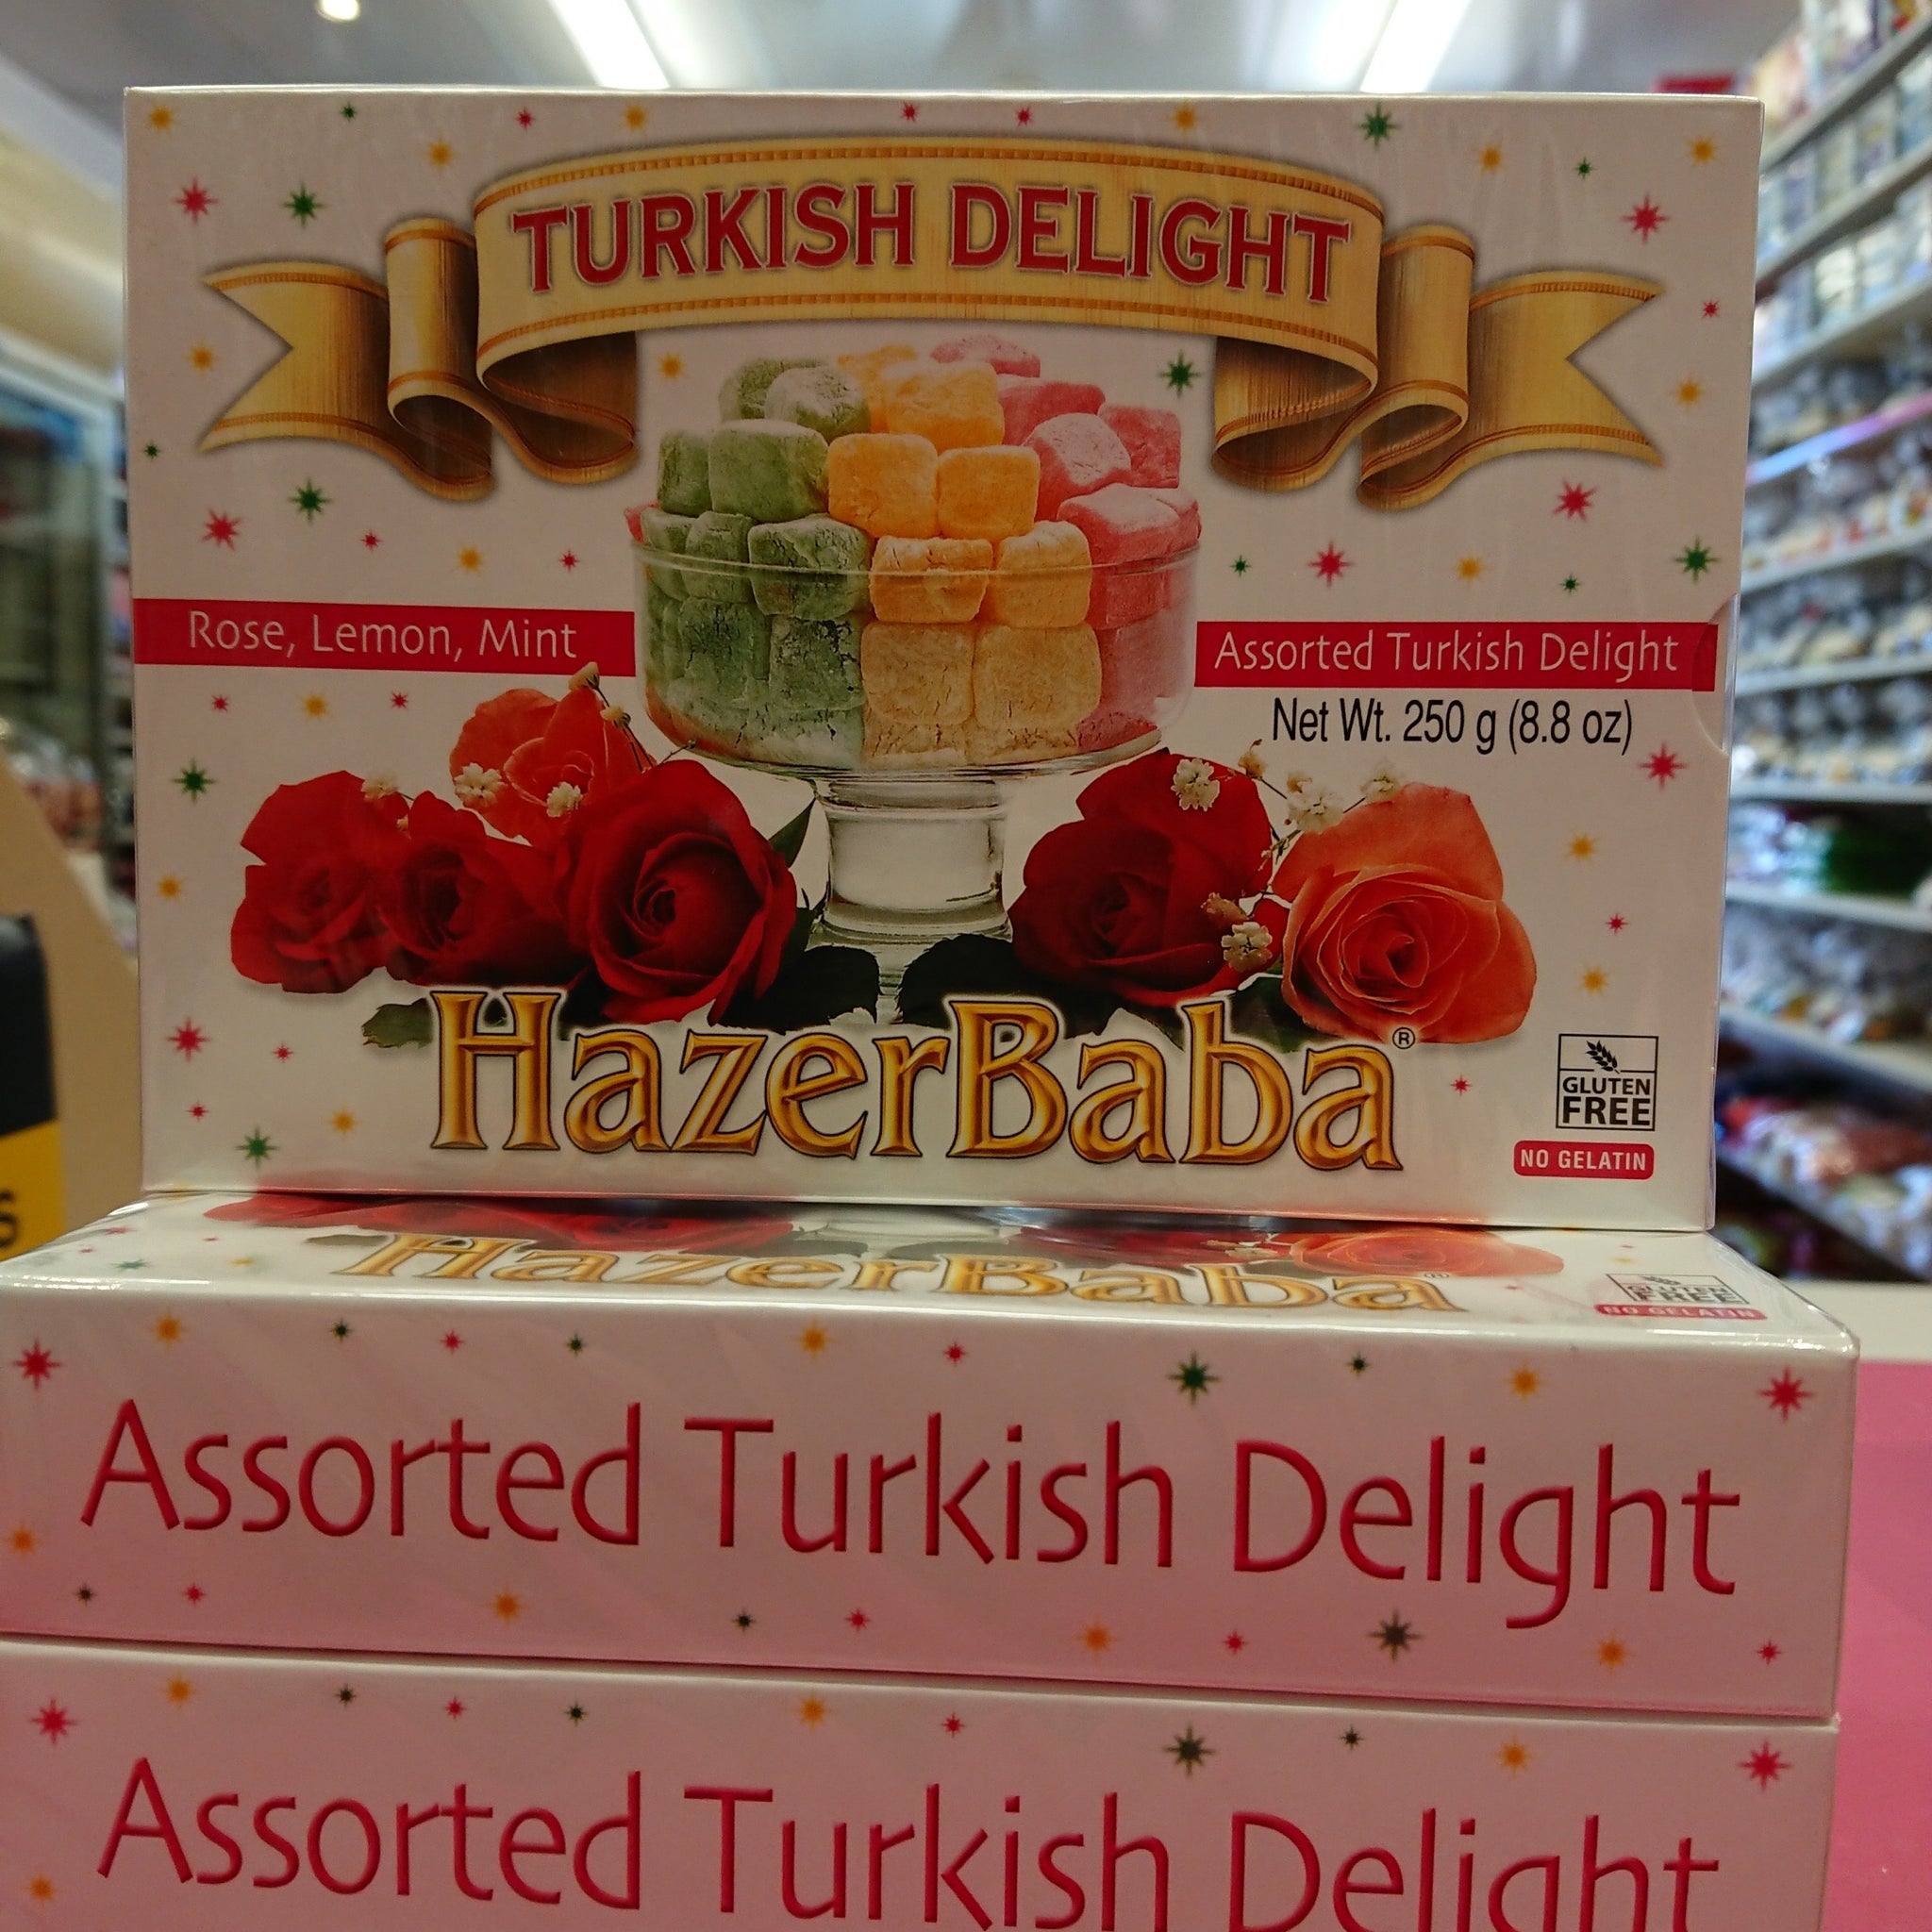 TURKISH DELIGHT
Rose, Lemon, Mint
Assorted Turkish Delight
Net Wt. 250 g (8.8 oz)
HazerBaba®
GLUTEN
FREE
NO GELATIN
HazerBaba®
NO GELATIN
Assorted Turkish Delight
Assorted Turkish Delight